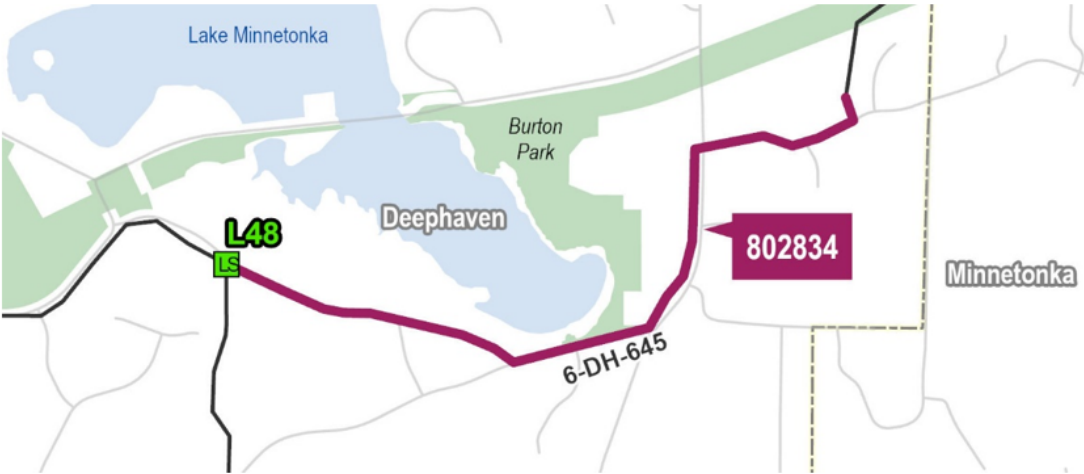 Lake Minnetonka
Burton
Park
Deephaven
L48
LS
802834
Minnetonka
6-DH-645